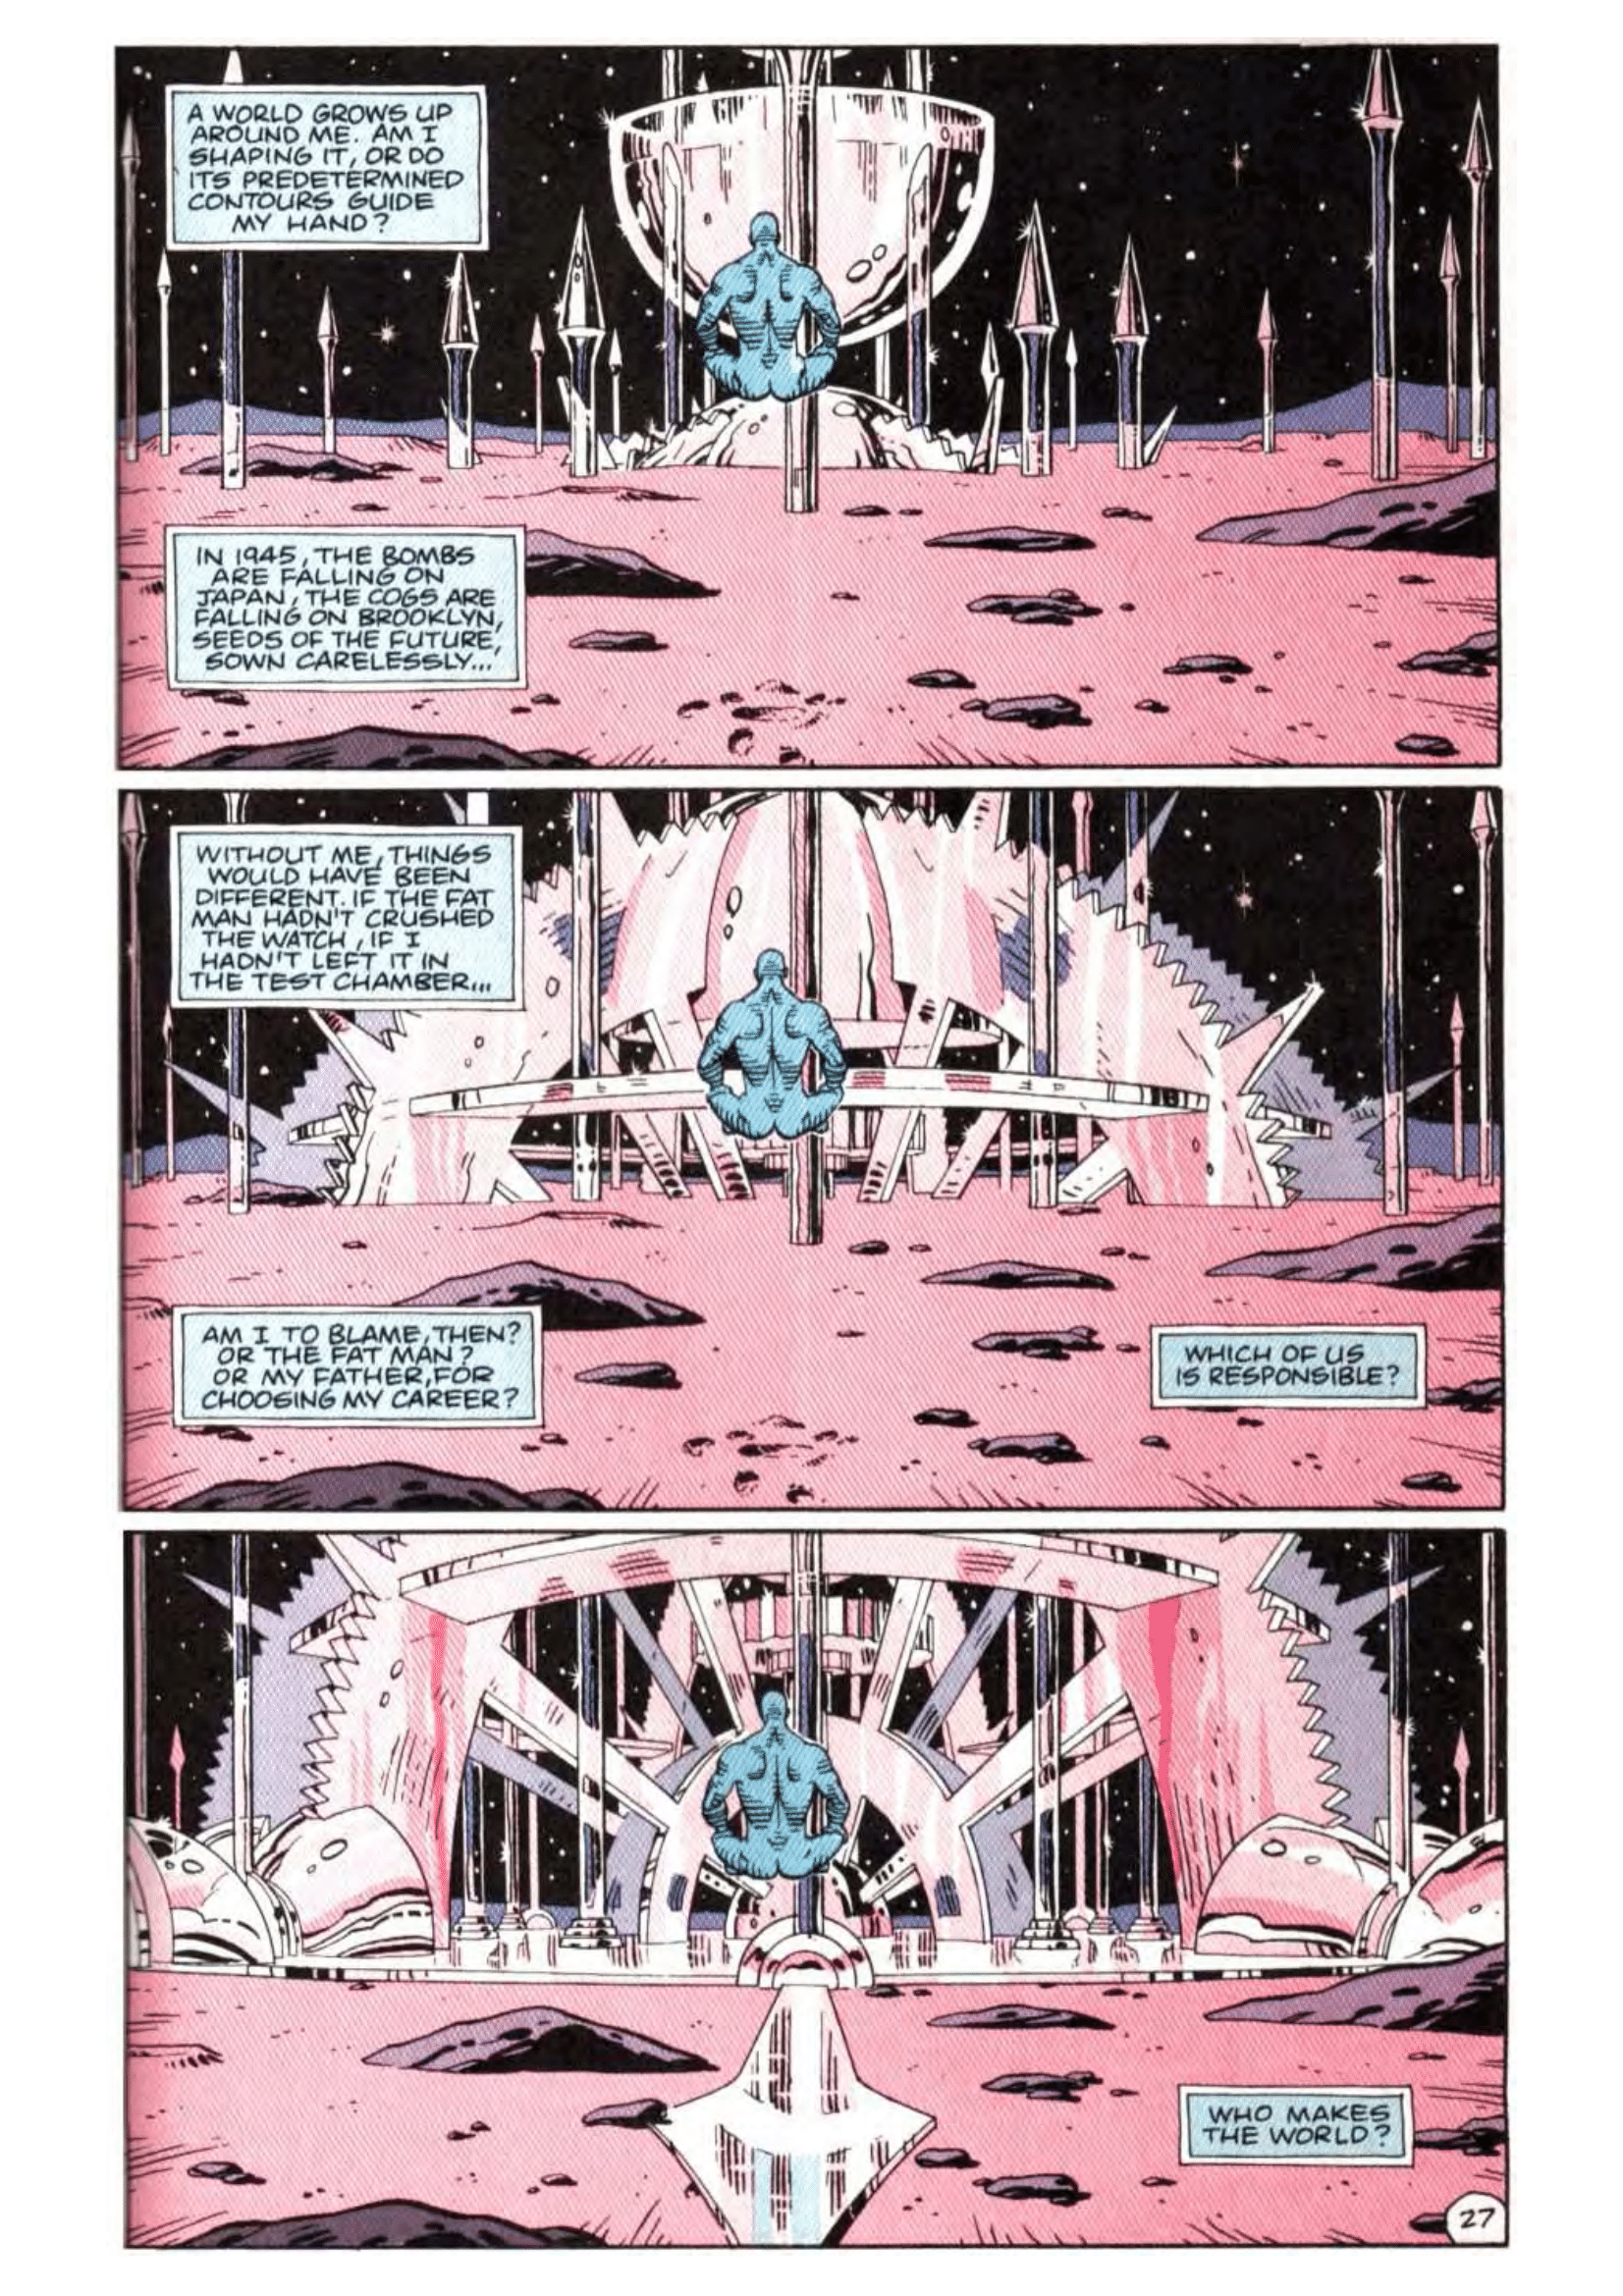 A WORLD GROWS UP
AROUND ME. AM I
SHAPING IT, OR DO
ITS PREDETERMINED
CONTOURS GUIDE
MY HAND?
IN 1945, THE BOMBS
ARE FALLING ON
JAPAN, THE COGS ARE
FALLING ON BROOKLYN,
SEEDS OF THE FUTURE,
SOWN CARELESSLY...
WITHOUT ME, THINGS
WOULD HAVE BEEN
DIFFERENT. IF THE FAT
MAN HADN'T CRUSHED
THE WATCH, IF I
HADN'T LEFT IT IN
THE TEST CHAMBER...
AM I TO BLAME, THEN?
OR THE FAT MAN?
OR MY FATHER, FOR
CHOOSING MY CAREER?
WHICH OF US
IS RESPONSIBLE?
WHO MAKES
THE WORLD?
27